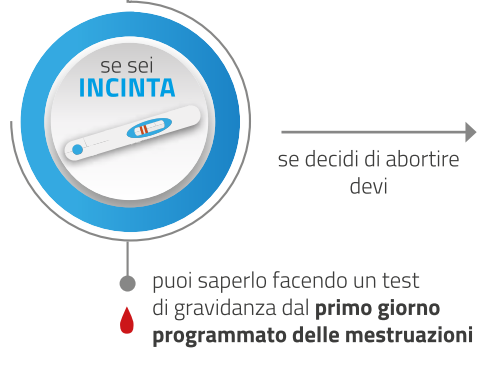 se sei
INCINTA
se decidi di abortire
devi
puoi saperlo facendo un test
di gravidanza dal primo giorno
programmato delle mestruazioni